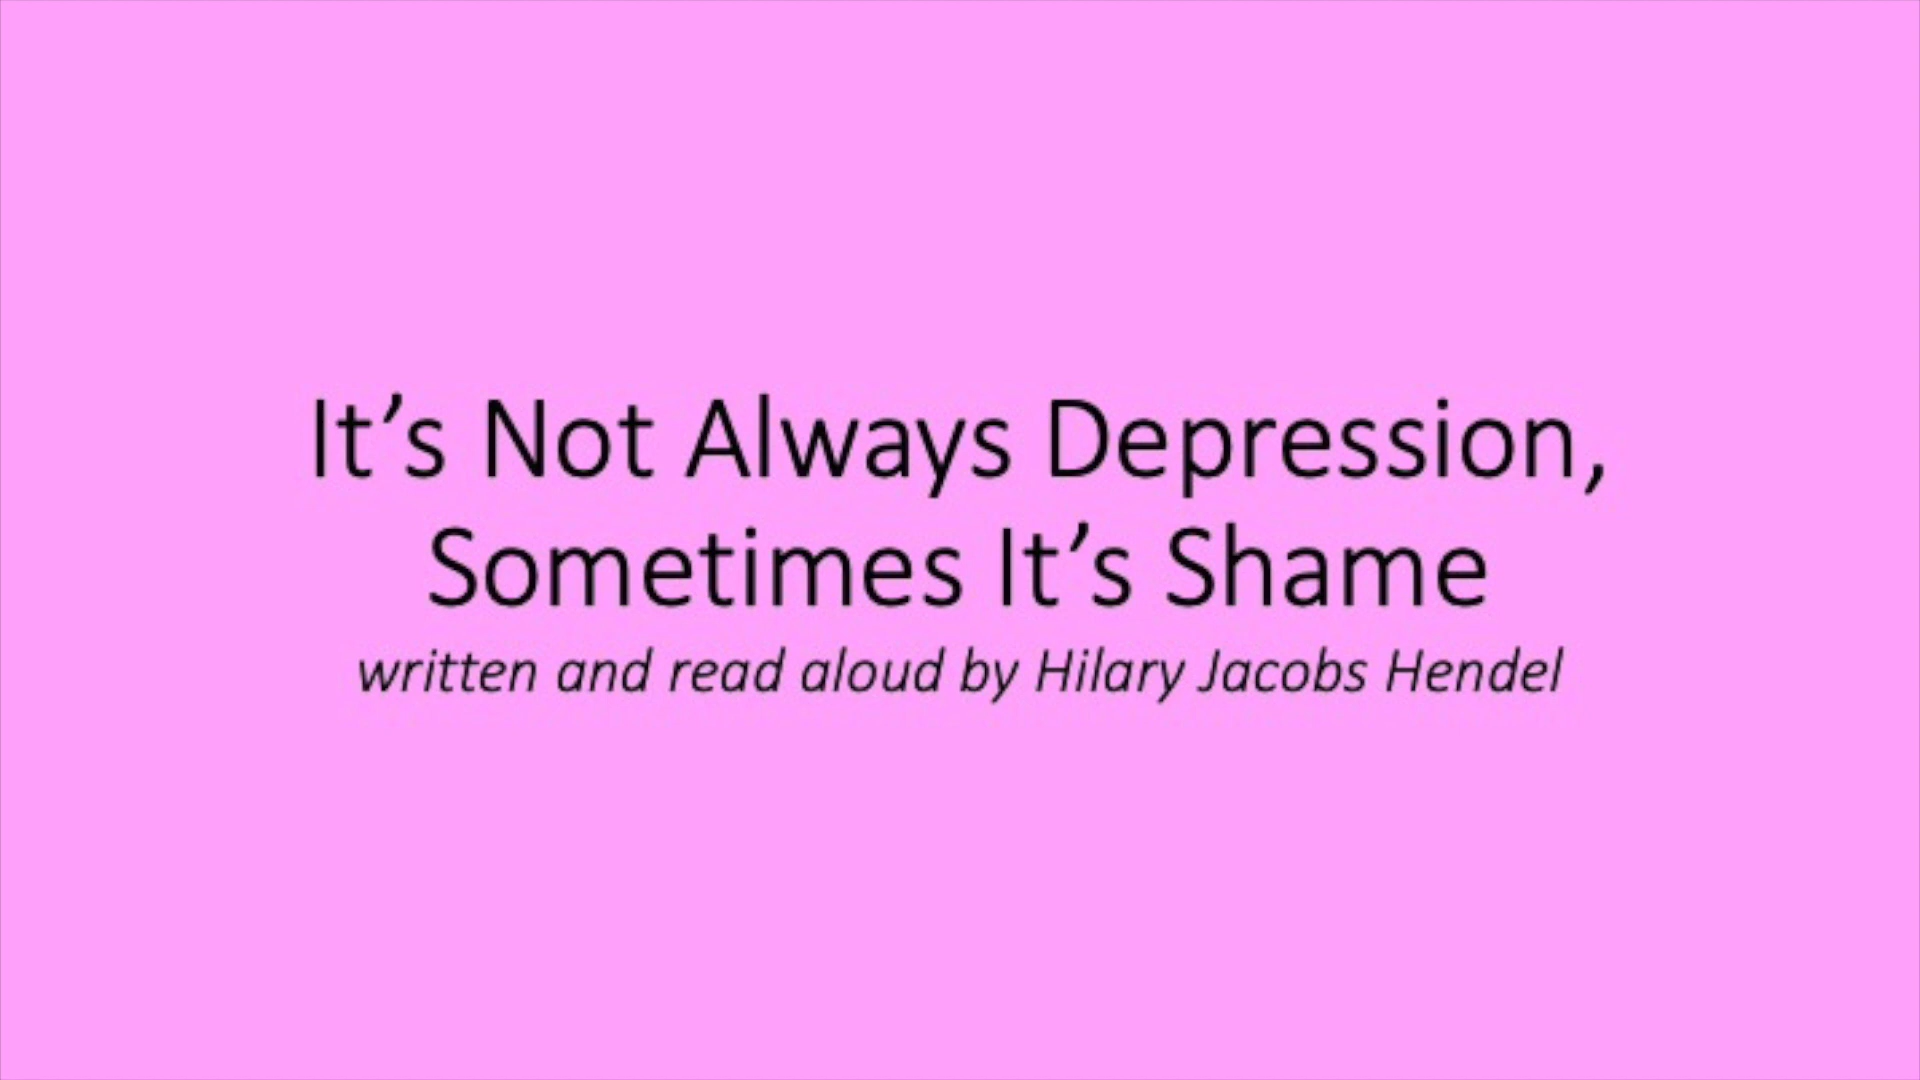 It’s Not Always Depression,
Sometimes It’s Shame
written and read aloud by Hilary Jacobs Hendel